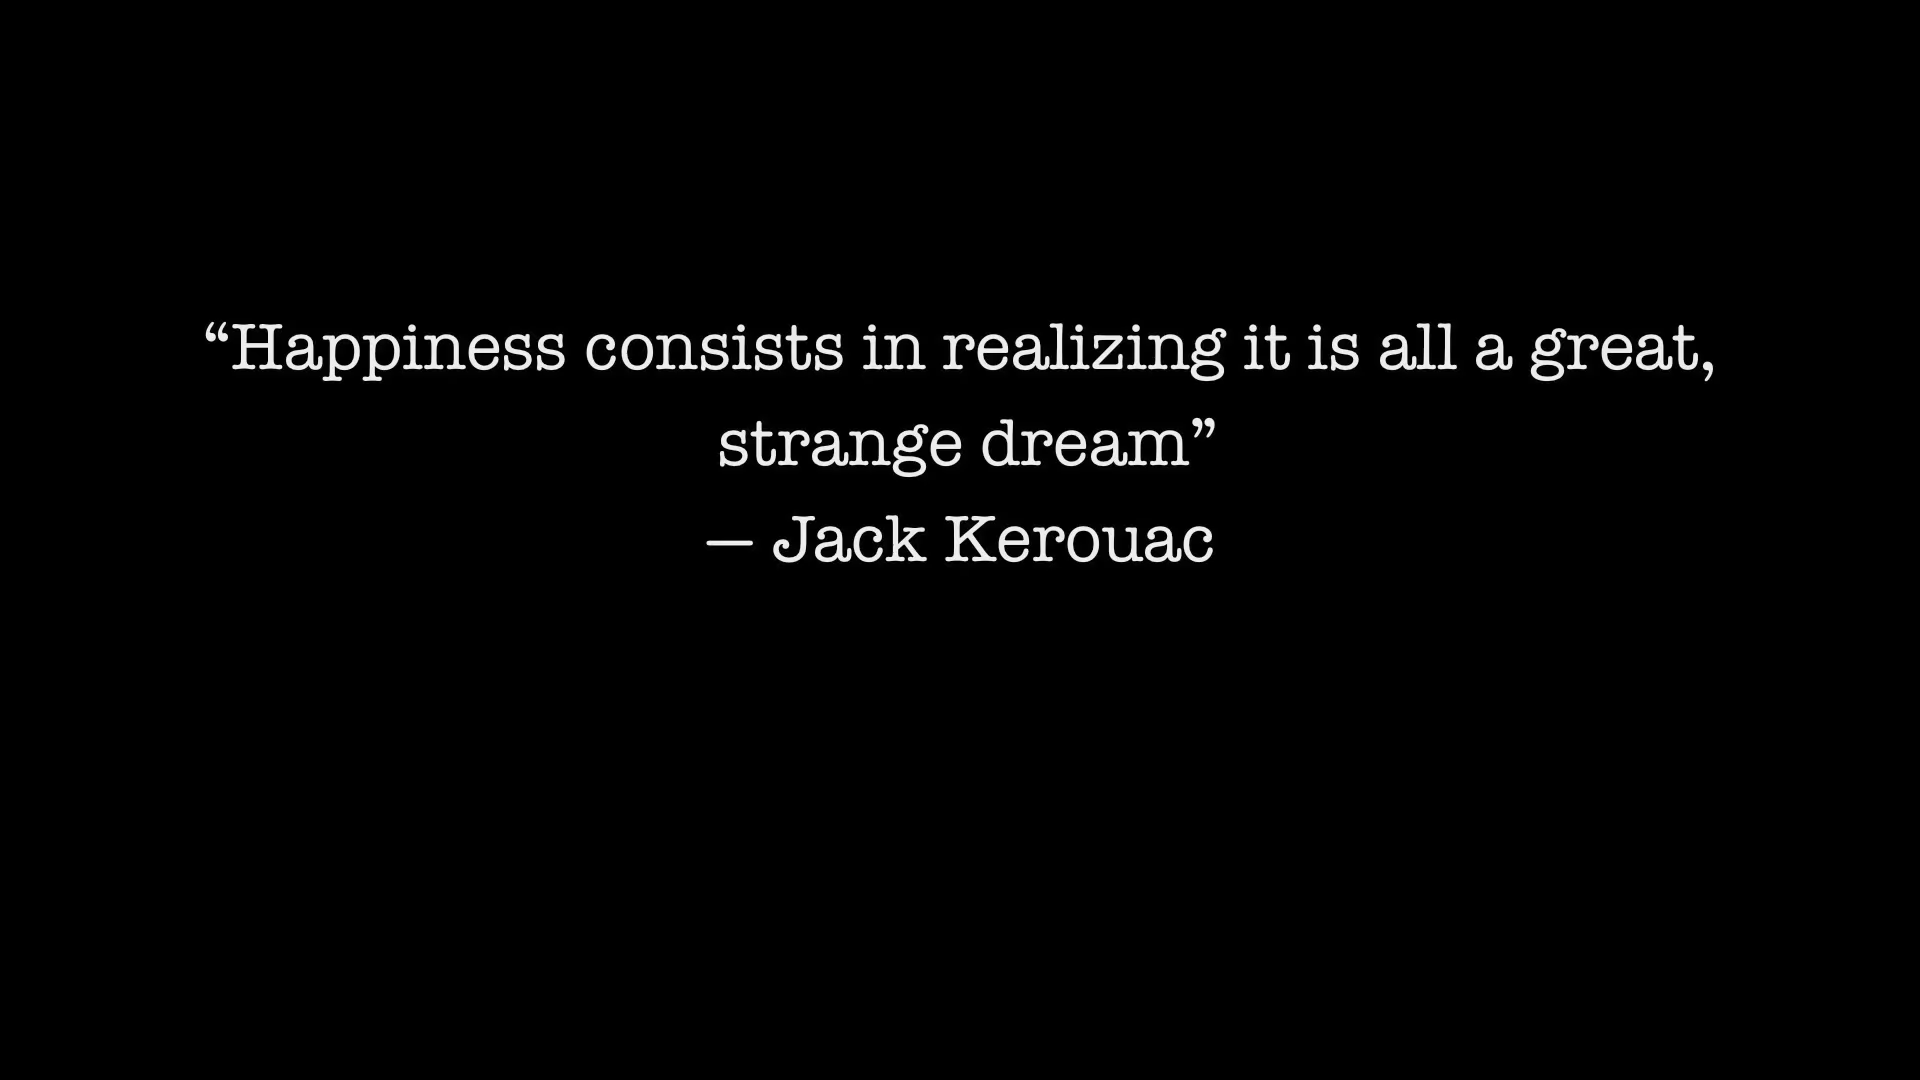 “Happiness consists in realizing it is all a great,
strange dream”
— Jack Kerouac